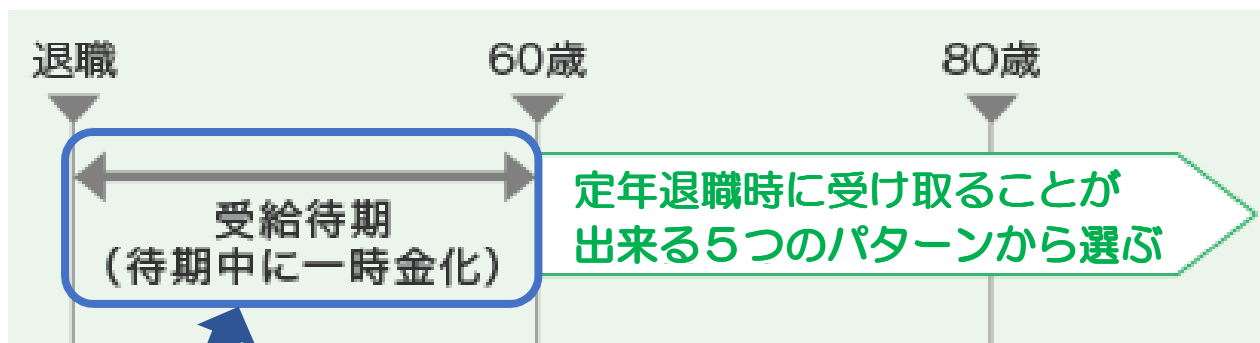 退職
60歳
80歳
受給待期
（待期中に一時金化）
定年退職時に受け取ることが
出来る５つのパターンから選ぶ